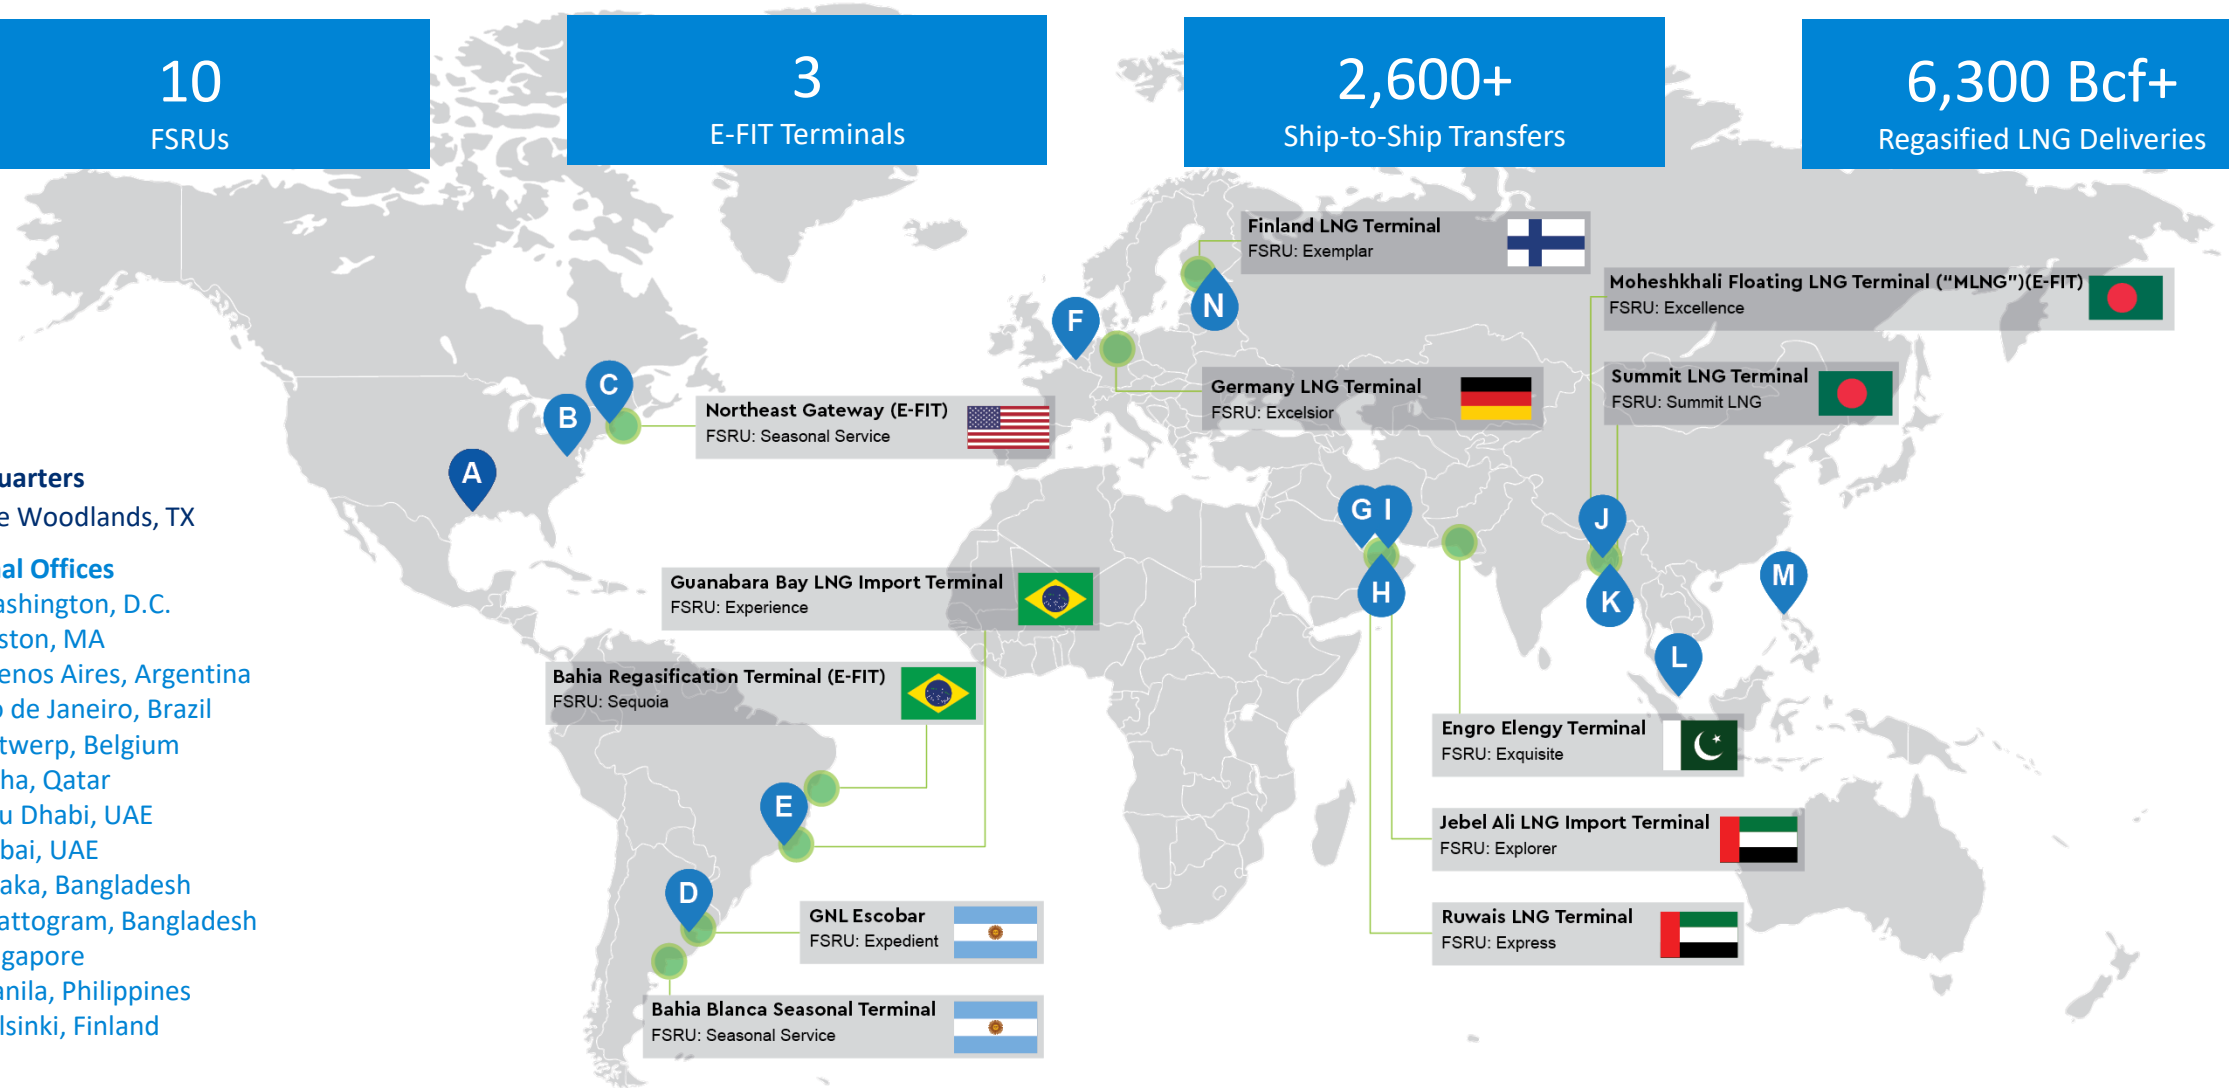 10
FSRUs
3
E-FIT Terminals
2,600+
Ship-to-Ship Transfers
6,300 Bcf+
Regasified LNG Deliveries
Finland LNG Terminal
FSRU: Exemplar
Moheshkhali Floating LNG Terminal (“MLNG”)(E-FIT)
FSRU: Excellence
N
F
Germany LNG Terminal
FSRU: Excelsior
Summit LNG Terminal
FSRU: Summit LNG
C
B
Northeast Gateway (E-FIT)
FSRU: Seasonal Service
A
uarters
e Woodlands, TX
al Offices
ashington, D.C.
ston, MA
enos Aires, Argentina
o de Janeiro, Brazil
twerp, Belgium
ha, Qatar
u Dhabi, UAE
bai, UAE
aka, Bangladesh
attogram, Bangladesh
gapore
anila, Philippines
lsinki, Finland
G I
H
J
K
M
L
Guanabara Bay LNG Import Terminal
FSRU: Experience
Bahia Regasification Terminal (E-FIT)
FSRU: Sequoia
E
D
GNL Escobar
FSRU: Expedient
Bahia Blanca Seasonal Terminal
FSRU: Seasonal Service
Engro Elengy Terminal
FSRU: Exquisite
Jebel Ali LNG Import Terminal
FSRU: Explorer
Ruwais LNG Terminal
FSRU: Express